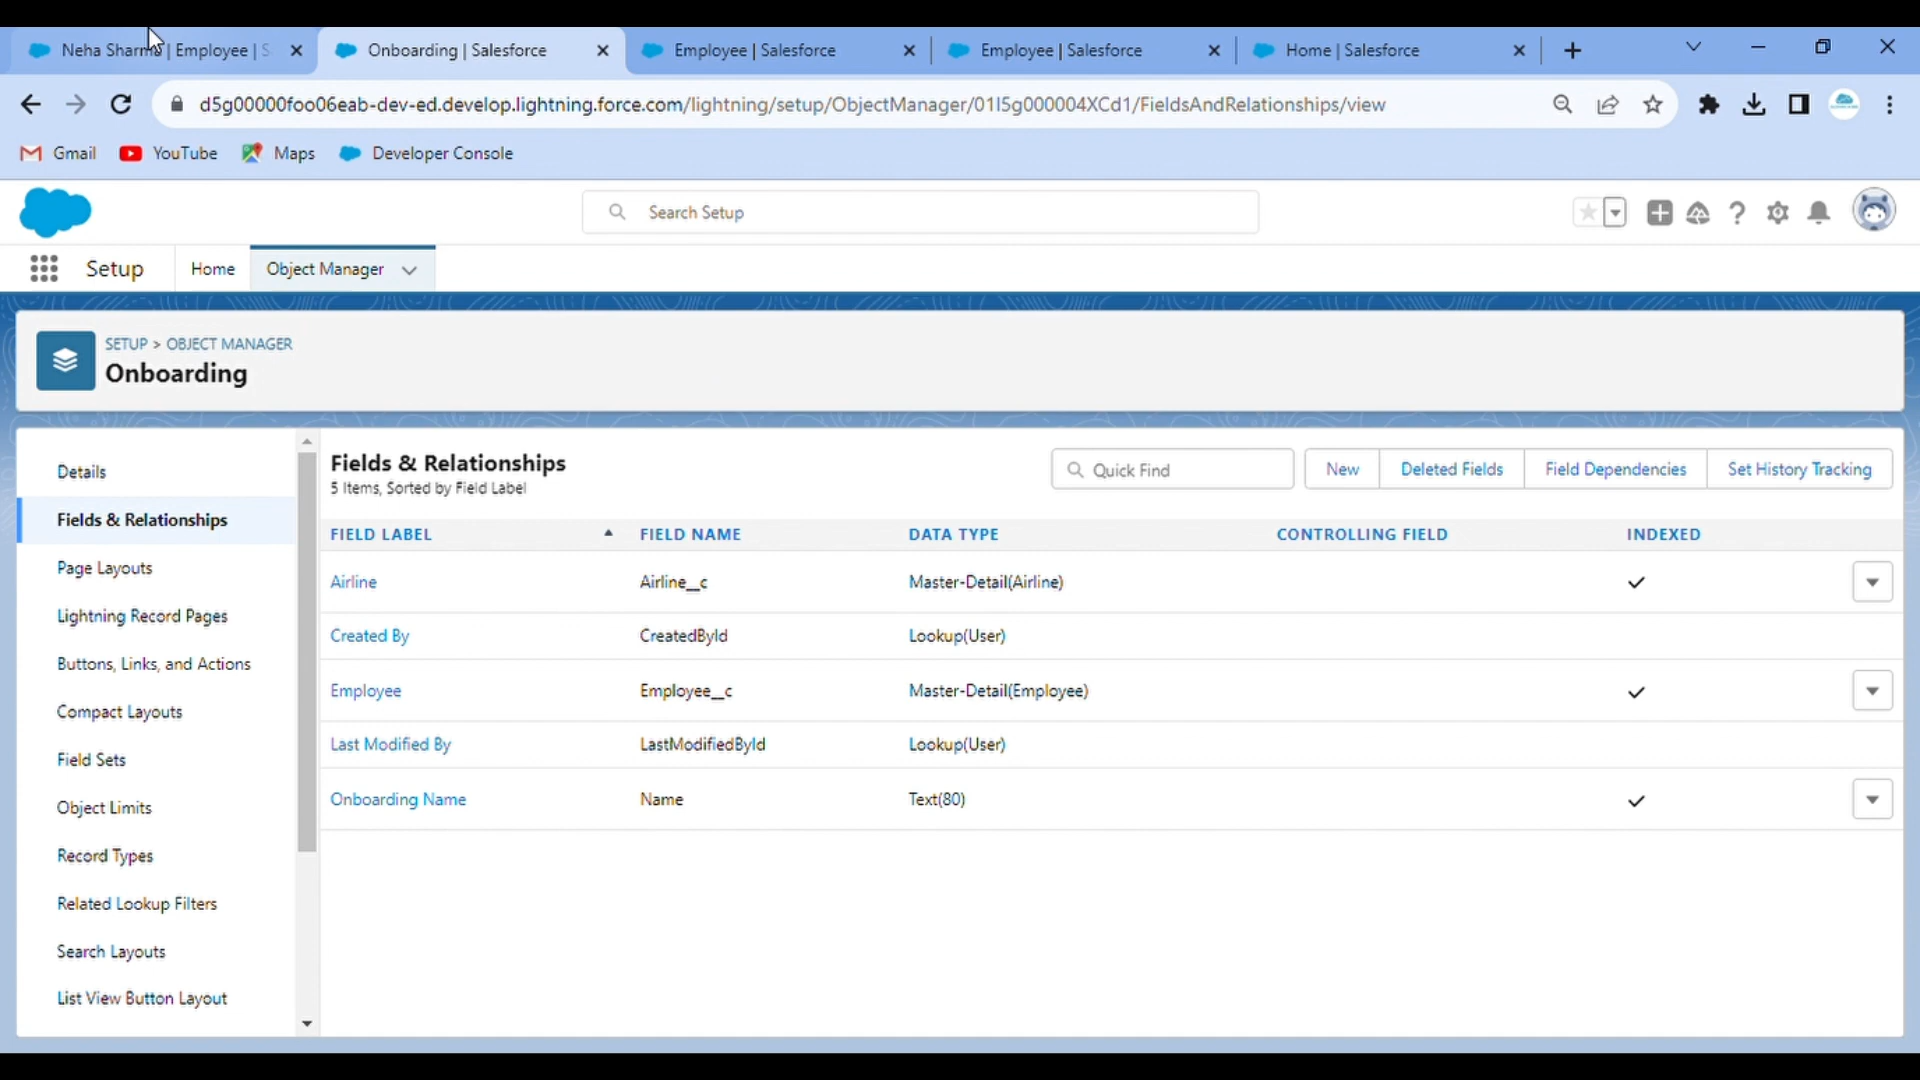 Neha Sharma | Employee | S
Onboarding | Salesforce
Employee | Salesforce
Employee | Salesforce
Home | Salesforce
d5g00000foo06eab-dev-ed.develop.lightning.force.com/lightning/setup/ObjectManager/01I5g000004XCd1/FieldsAndRelationships/view
Gmail YouTube Maps Developer Console
Search Setup
Setup Home Object Manager
SETUP > OBJECT MANAGER
Onboarding
Details
Fields & Relationships
Page Layouts
Lightning Record Pages
Buttons, Links, and Actions
Compact Layouts
Field Sets
Object Limits
Record Types
Related Lookup Filters
Search Layouts
List View Button Layout
Fields & Relationships
5 Items, Sorted by Field Label
Quick Find New Deleted Fields Field Dependencies Set History Tracking
FIELD LABEL FIELD NAME DATA TYPE CONTROLLING FIELD INDEXED
Airline Airline__c Master-Detail(Airline)
Created By CreatedById Lookup(User)
Employee Employee__c Master-Detail(Employee)
Last Modified By LastModifiedById Lookup(User)
Onboarding Name Name Text(80)